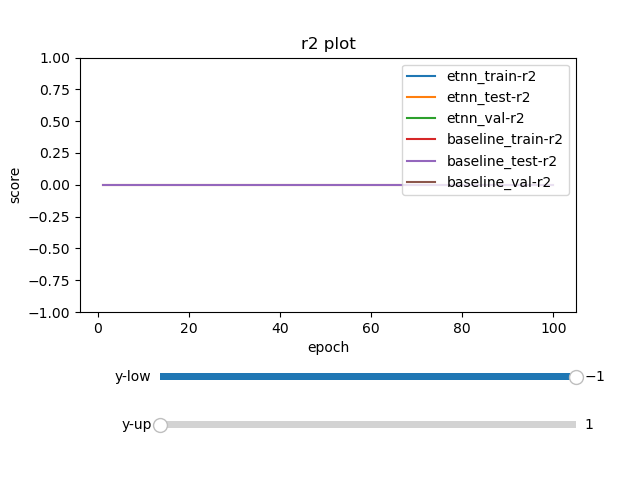 r2 plot
1.00
0.75
0.50
0.25
0.00
−0.25
−0.50
−0.75
−1.00
score
etnn_train-r2
etnn_test-r2
etnn_val-r2
baseline_train-r2
baseline_test-r2
baseline_val-r2
0 20 40 60 80 100
epoch
y-low −1
y-up 1